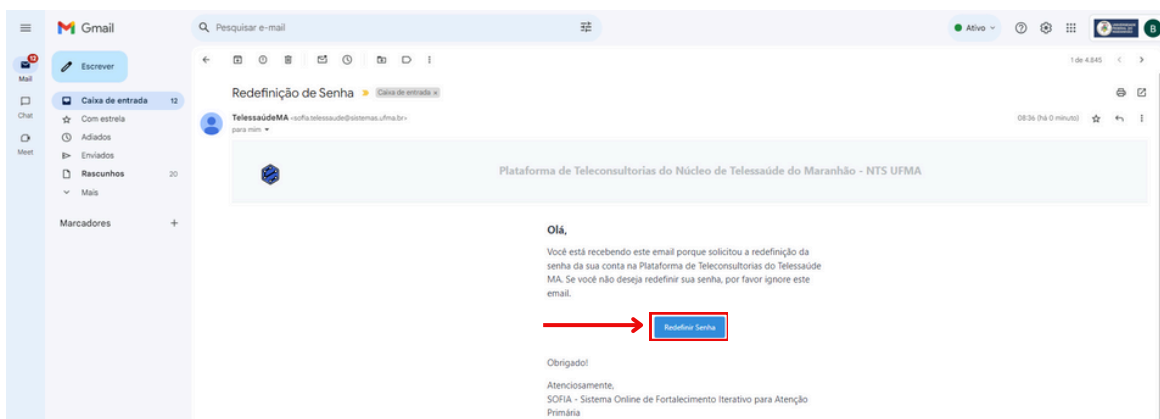 Gmail
Pesquisar e-mail
Ativo
B
12
Mail
Chat
Meet
Escrever
Caixa de entrada 12
Com estrela
Adiados
Enviados
Rascunhos 20
Mais
Marcadores
1 de 4.845
Redefinição de Senha Caixa de entrada x
TelessaúdeMA <sofia.telessaude@sistemas.ufma.br>
para mim
08:36 (há 0 minuto)
Plataforma de Teleconsultorias do Núcleo de Telessaúde do Maranhão - NTS UFMA
Olá,
Você está recebendo este email porque solicitou a redefinição da
senha da sua conta na Plataforma de Teleconsultorias do Telessaúde
MA. Se você não deseja redefinir sua senha, por favor ignore este
email.
Redefinir Senha
Obrigado!
Atenciosamente,
SOFIA - Sistema Online de Fortalecimento Iterativo para Atenção
Primária